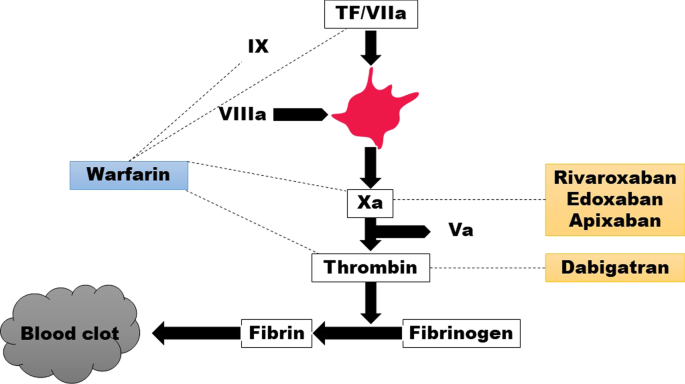 TF/VIIa
IX
VIIIa
Warfarin
Xa
Rivaroxaban
Edoxaban
Apixaban
Va
Thrombin
Dabigatran
Blood clot
Fibrin
Fibrinogen